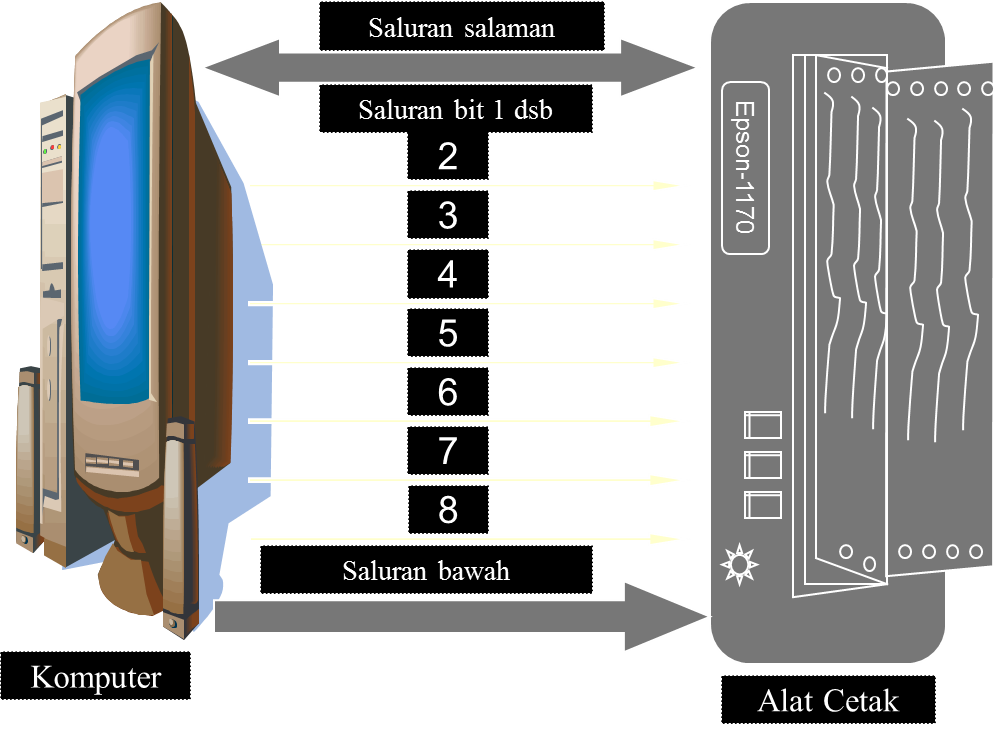 Saluran salaman
Saluran bit 1 dsb
2
3
4
5
6
7
8
Saluran bawah
Epson-1170
Komputer
Alat Cetak